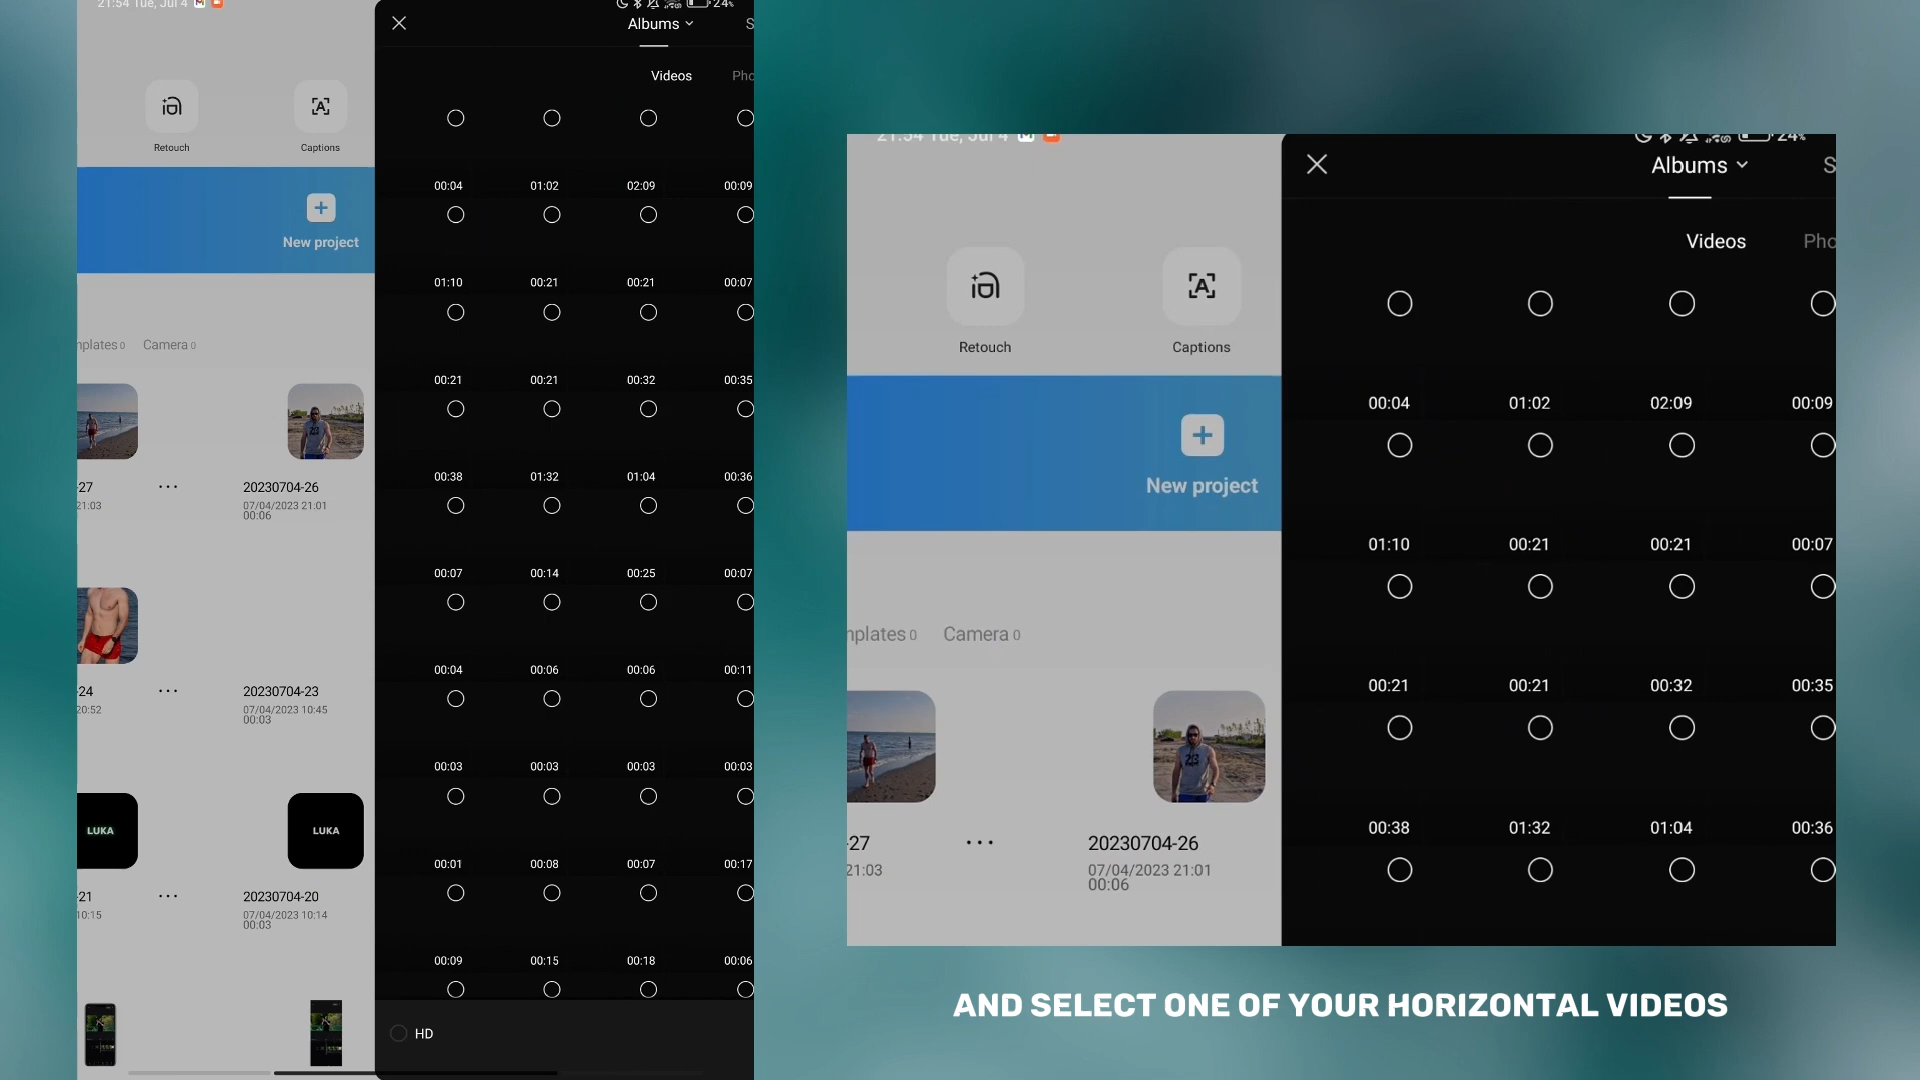 21:54 Tue, Jul 4
24%
Albums
S
Videos
Pho
Retouch
Captions
New project
nplates 0
Camera 0
-27
21:03
20230704-26
07/04/2023 21:01
00:06
-24
20:52
20230704-23
07/04/2023 10:45
00:03
LUKA
LUKA
-21
10:15
20230704-20
07/04/2023 10:14
00:03
00:04 01:02 02:09 00:09
01:10 00:21 00:21 00:07
00:21 00:21 00:32 00:35
00:38 01:32 01:04 00:36
00:07 00:14 00:25 00:07
00:04 00:06 00:06 00:11
00:03 00:03 00:03 00:03
00:01 00:08 00:07 00:17
00:09 00:15 00:18 00:06
HD
21:54 Tue, Jul 4
24%
Albums
S
Videos
Pho
Retouch
Captions
New project
nplates 0
Camera 0
-27
21:03
20230704-26
07/04/2023 21:01
00:06
00:04 01:02 02:09 00:09
01:10 00:21 00:21 00:07
00:21 00:21 00:32 00:35
00:38 01:32 01:04 00:36
AND SELECT ONE OF YOUR HORIZONTAL VIDEOS